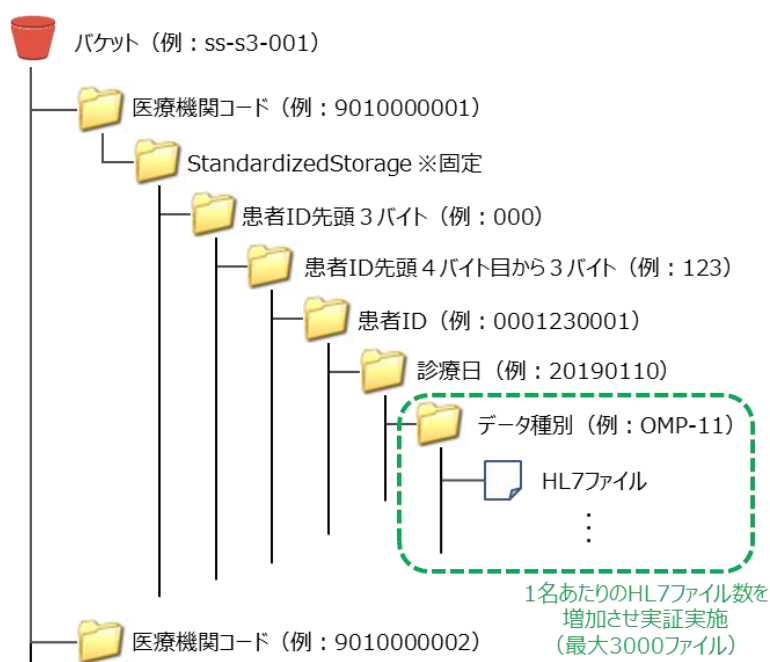 バケット（例：ss-s3-001）
医療機関コード（例：9010000001）
StandardizedStorage ※固定
患者ID先頭３バイト（例：000）
患者ID先頭４バイト目から３バイト（例：123）
患者ID（例：0001230001）
診療日（例：20190110）
データ種別（例：OMP-11）
HL7ファイル
⋮
1名あたりのHL7ファイル数を
増加させ実証実施
（最大3000ファイル）
医療機関コード（例：9010000002）